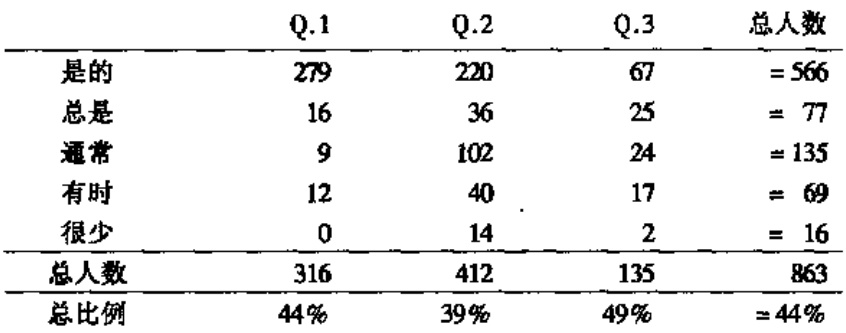 Q.1 Q.2 Q.3 总人数
是的 279 220 67 =566
总是 16 36 25 = 77
通常 9 102 24 =135
有时 12 40 17 = 69
很少 0 14 2 = 16
总人数 316 412 135 863
总比例 44% 39% 49% =44%